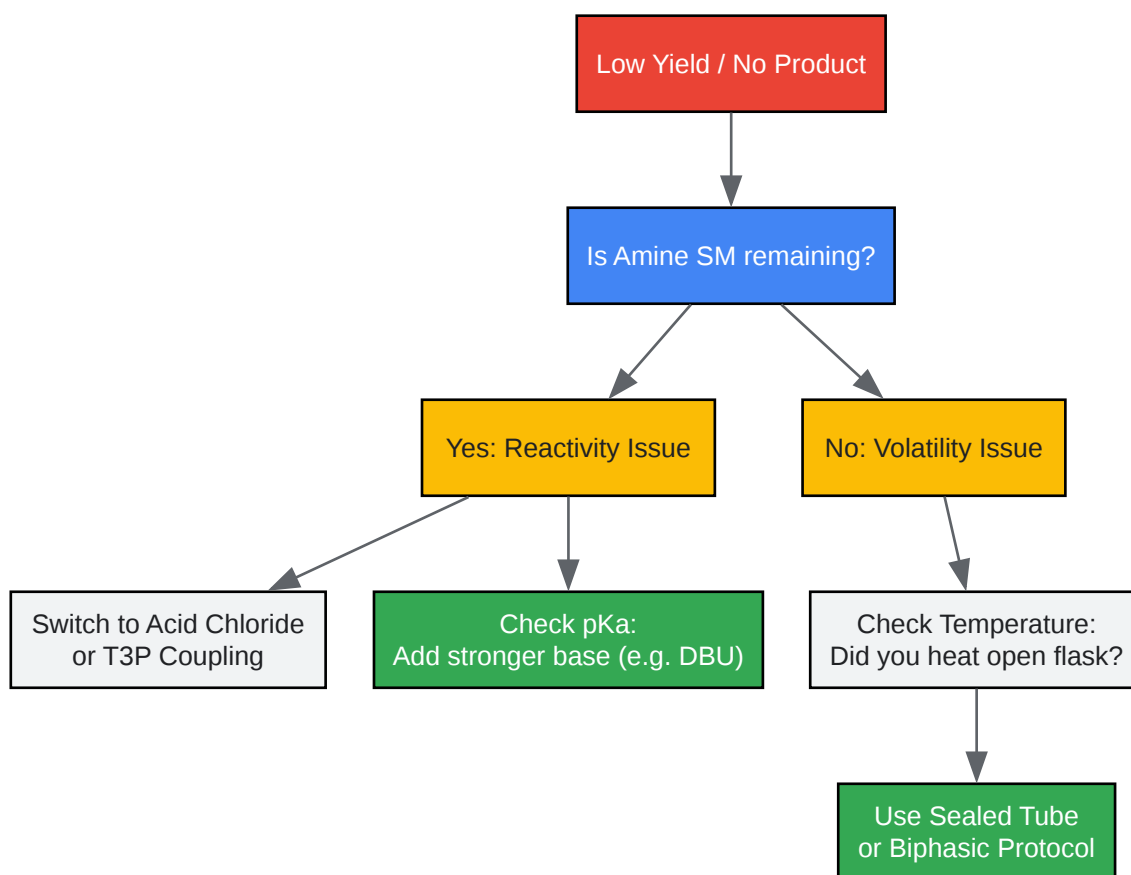 Low Yield / No Product
Is Amine SM remaining?
Yes: Reactivity Issue
No: Volatility Issue
Switch to Acid Chloride
or T3P Coupling
Check pKa:
Add stronger base (e.g. DBU)
Check Temperature:
Did you heat open flask?
Use Sealed Tube
or Biphasic Protocol